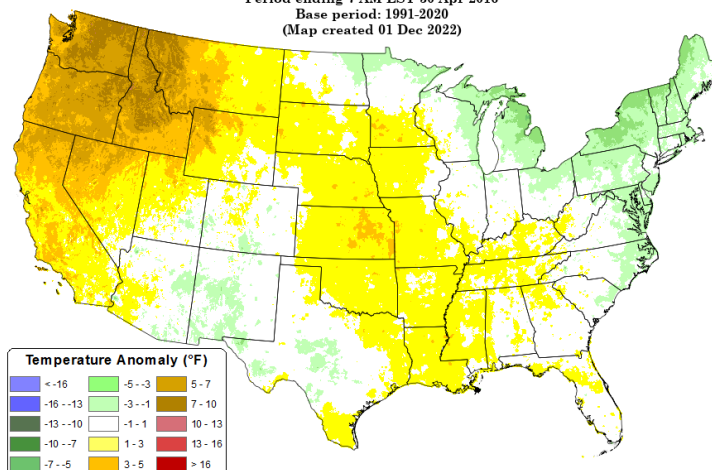 Period ending 7 AM EST 30 Apr 2016
Base period: 1991-2020
(Map created 01 Dec 2022)
Temperature Anomaly (°F)
< -16 -5 - -3 5 - 7
-16 - -13 -3 - -1 7 - 10
-13 - -10 -1 - 1 10 - 13
-10 - -7 1 - 3 13 - 16
-7 - -5 3 - 5 > 16